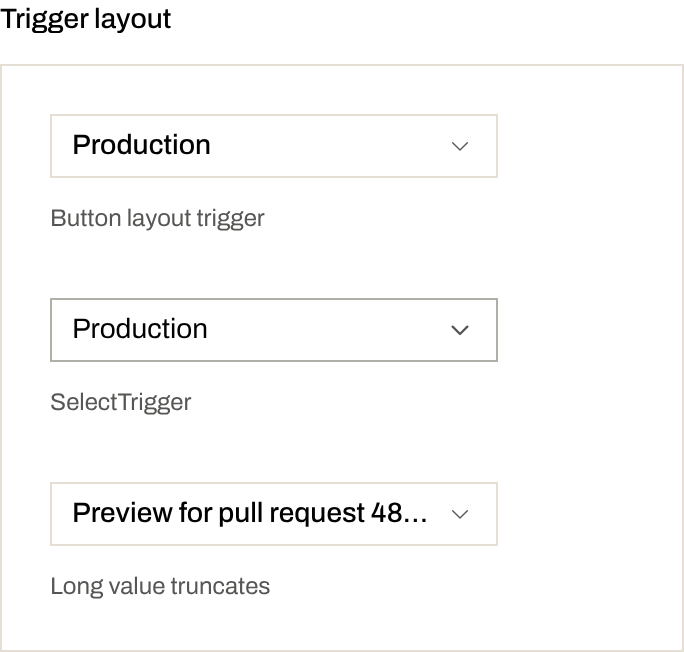 Trigger layout
Production
Button layout trigger
Production
SelectTrigger
Preview for pull request 48...
Long value truncates